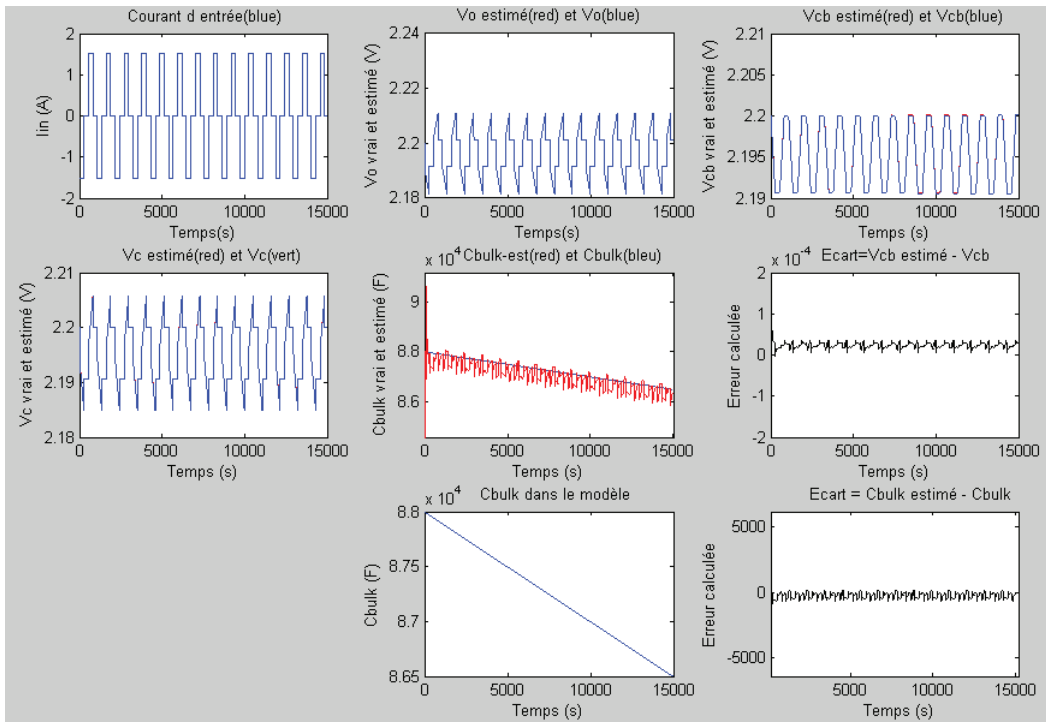 Courant d entrée(blue)
2
1
0
-1
-2
Iin (A)
0
5000
10000
15000
Temps(s)
Vo estimé(red) et Vo(blue)
2.24
2.22
2.2
2.18
Vo vrai et estimé (V)
0
5000
10000
15000
Temps(s)
Vcb estimé(red) et Vcb(blue)
2.21
2.205
2.20
2.195
2.19
Vcb vrai et estimé (V)
0
5000
10000
15000
Temps(s)
Vc estimé(red) et Vc(vert)
2.21
2.20
2.19
2.18
Vc vrai et estimé (V)
0
5000
10000
15000
Temps (s)
x 10^4
Cbulk-est(red) et Cbulk(bleu)
9
8.8
8.6
Cbulk vrai et estimé (F)
0
5000
10000
15000
Temps (s)
x 10^-4
Ecart=Vcb estimé - Vcb
2
1
0
-1
-2
Erreur calculée
0
5000
10000
15000
Temps (s)
x 10^4
Cbulk dans le modèle
8.8
8.75
8.7
8.65
Cbulk (F)
0
5000
10000
15000
Temps (s)
Ecart = Cbulk estimé - Cbulk
5000
0
-5000
Erreur calculée
5000
10000
15000
Temps (s)